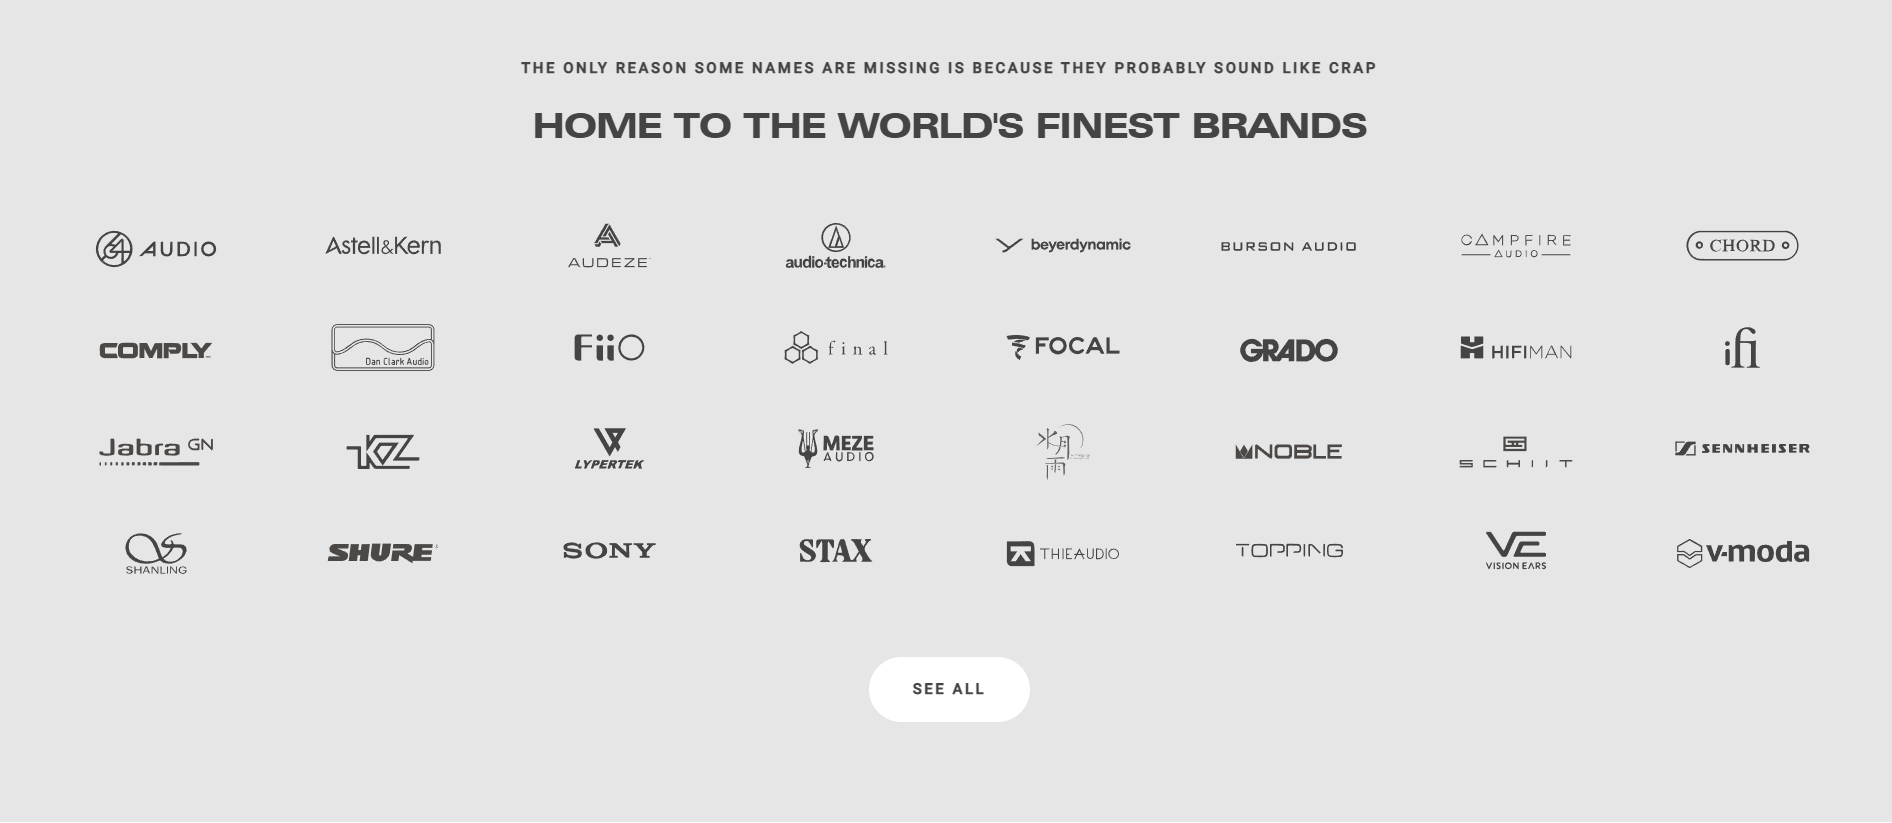 THE ONLY REASON SOME NAMES ARE MISSING IS BECAUSE THEY PROBABLY SOUND LIKE CRAP
HOME TO THE WORLD'S FINEST BRANDS
64 AUDIO
Astell&Kern
AUDEZE
audio-technica
beyerdynamic
BURSON AUDIO
CAMPFIRE
AUDIO
CHORD
COMPLY
Dan Clark Audio
FiiO
final
FOCAL
GRADO
HIFIMAN
iFi
Jabra GN
KZ
LYPERTEK
MEZE
AUDIO
水月雨
NOBLE
SCHIIT
SENNHEISER
SHANLING
SHURE
SONY
STAX
THIEAUDIO
TOPPING
VE
VISION EARS
v-moda
SEE ALL